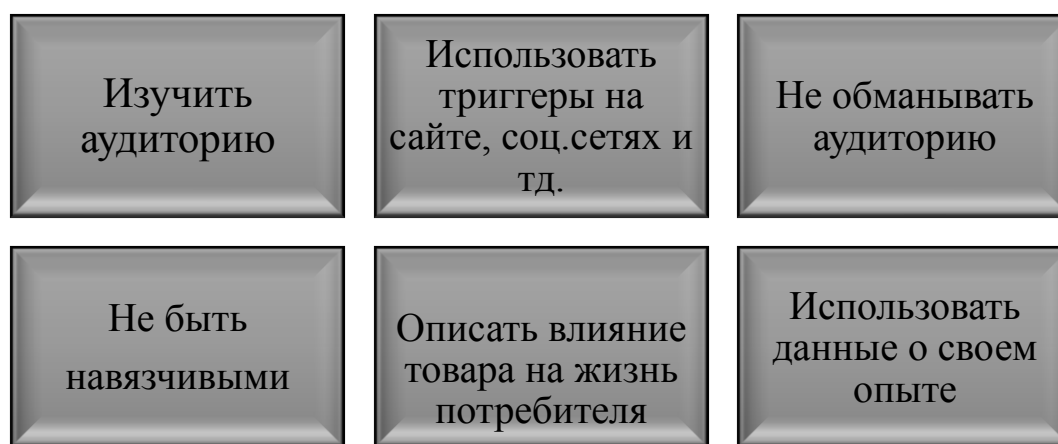 Изучить
аудиторию
Использовать
триггеры на
сайте, соц.сетях и
тд.
Не обманывать
аудиторию
Не быть
навязчивыми
Описать влияние
товара на жизнь
потребителя
Использовать
данные о своем
опыте